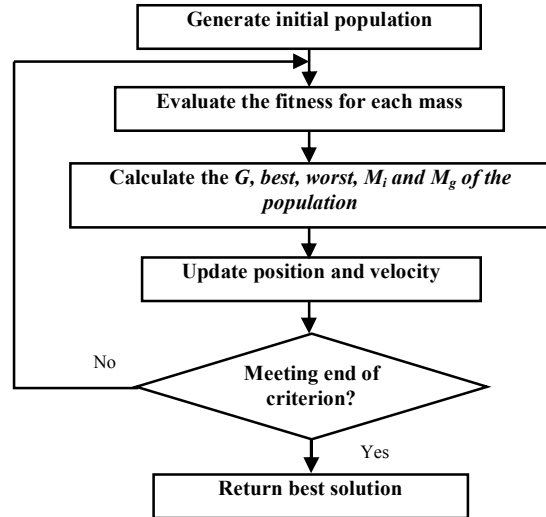 Generate initial population
Evaluate the fitness for each mass
Calculate the G, best, worst, Mi and Mg of the
population
Update position and velocity
No
Meeting end of
criterion?
Yes
Return best solution